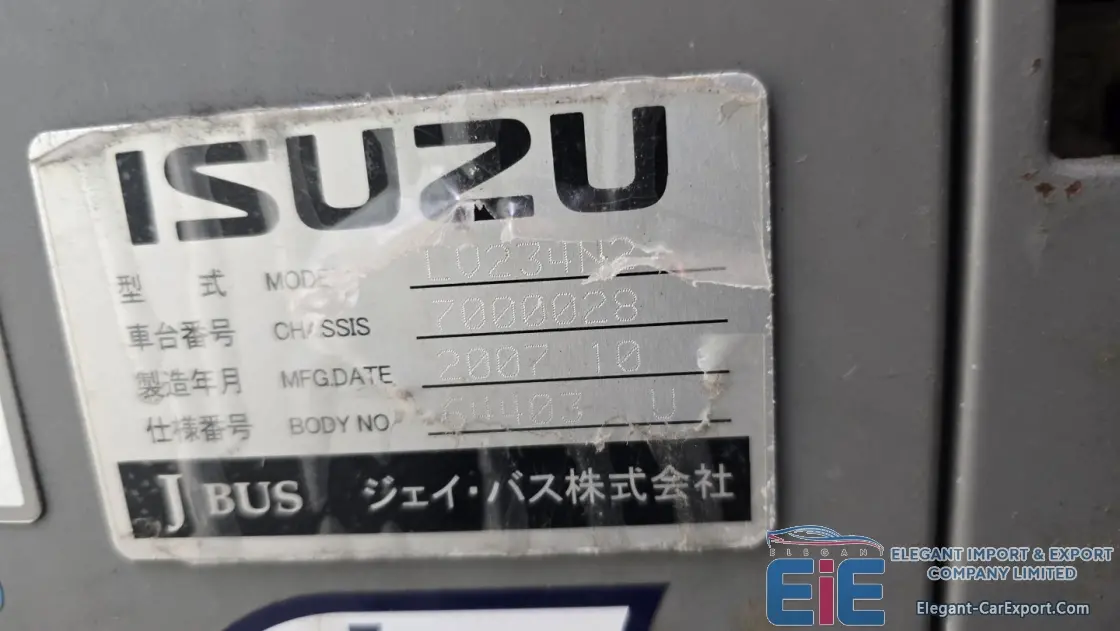 ISUZU
型 式 MODE LV234N2
車台番号 CHASSIS 7000028
製造年月 MFG.DATE 2007 10
仕様番号 BODY NO
J BUS ジェイ・バス株式会社
ELEGAN
EiE
ELEGANT IMPORT & EXPORT
COMPANY LIMITED
Elegant-CarExport.Com